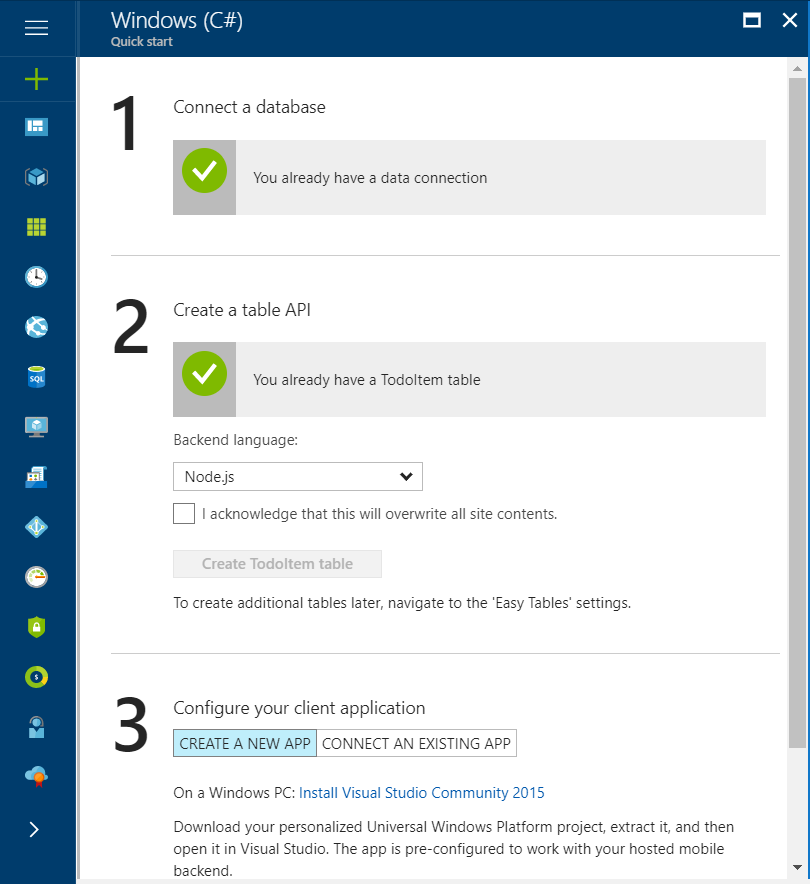 Windows (C#)
Quick start
1
Connect a database
You already have a data connection
2
Create a table API
You already have a TodoItem table
Backend language:
Node.js
I acknowledge that this will overwrite all site contents.
Create TodoItem table
To create additional tables later, navigate to the 'Easy Tables' settings.
3
Configure your client application
CREATE A NEW APP CONNECT AN EXISTING APP
On a Windows PC: Install Visual Studio Community 2015
Download your personalized Universal Windows Platform project, extract it, and then
open it in Visual Studio. The app is pre-configured to work with your hosted mobile
backend.
SQL